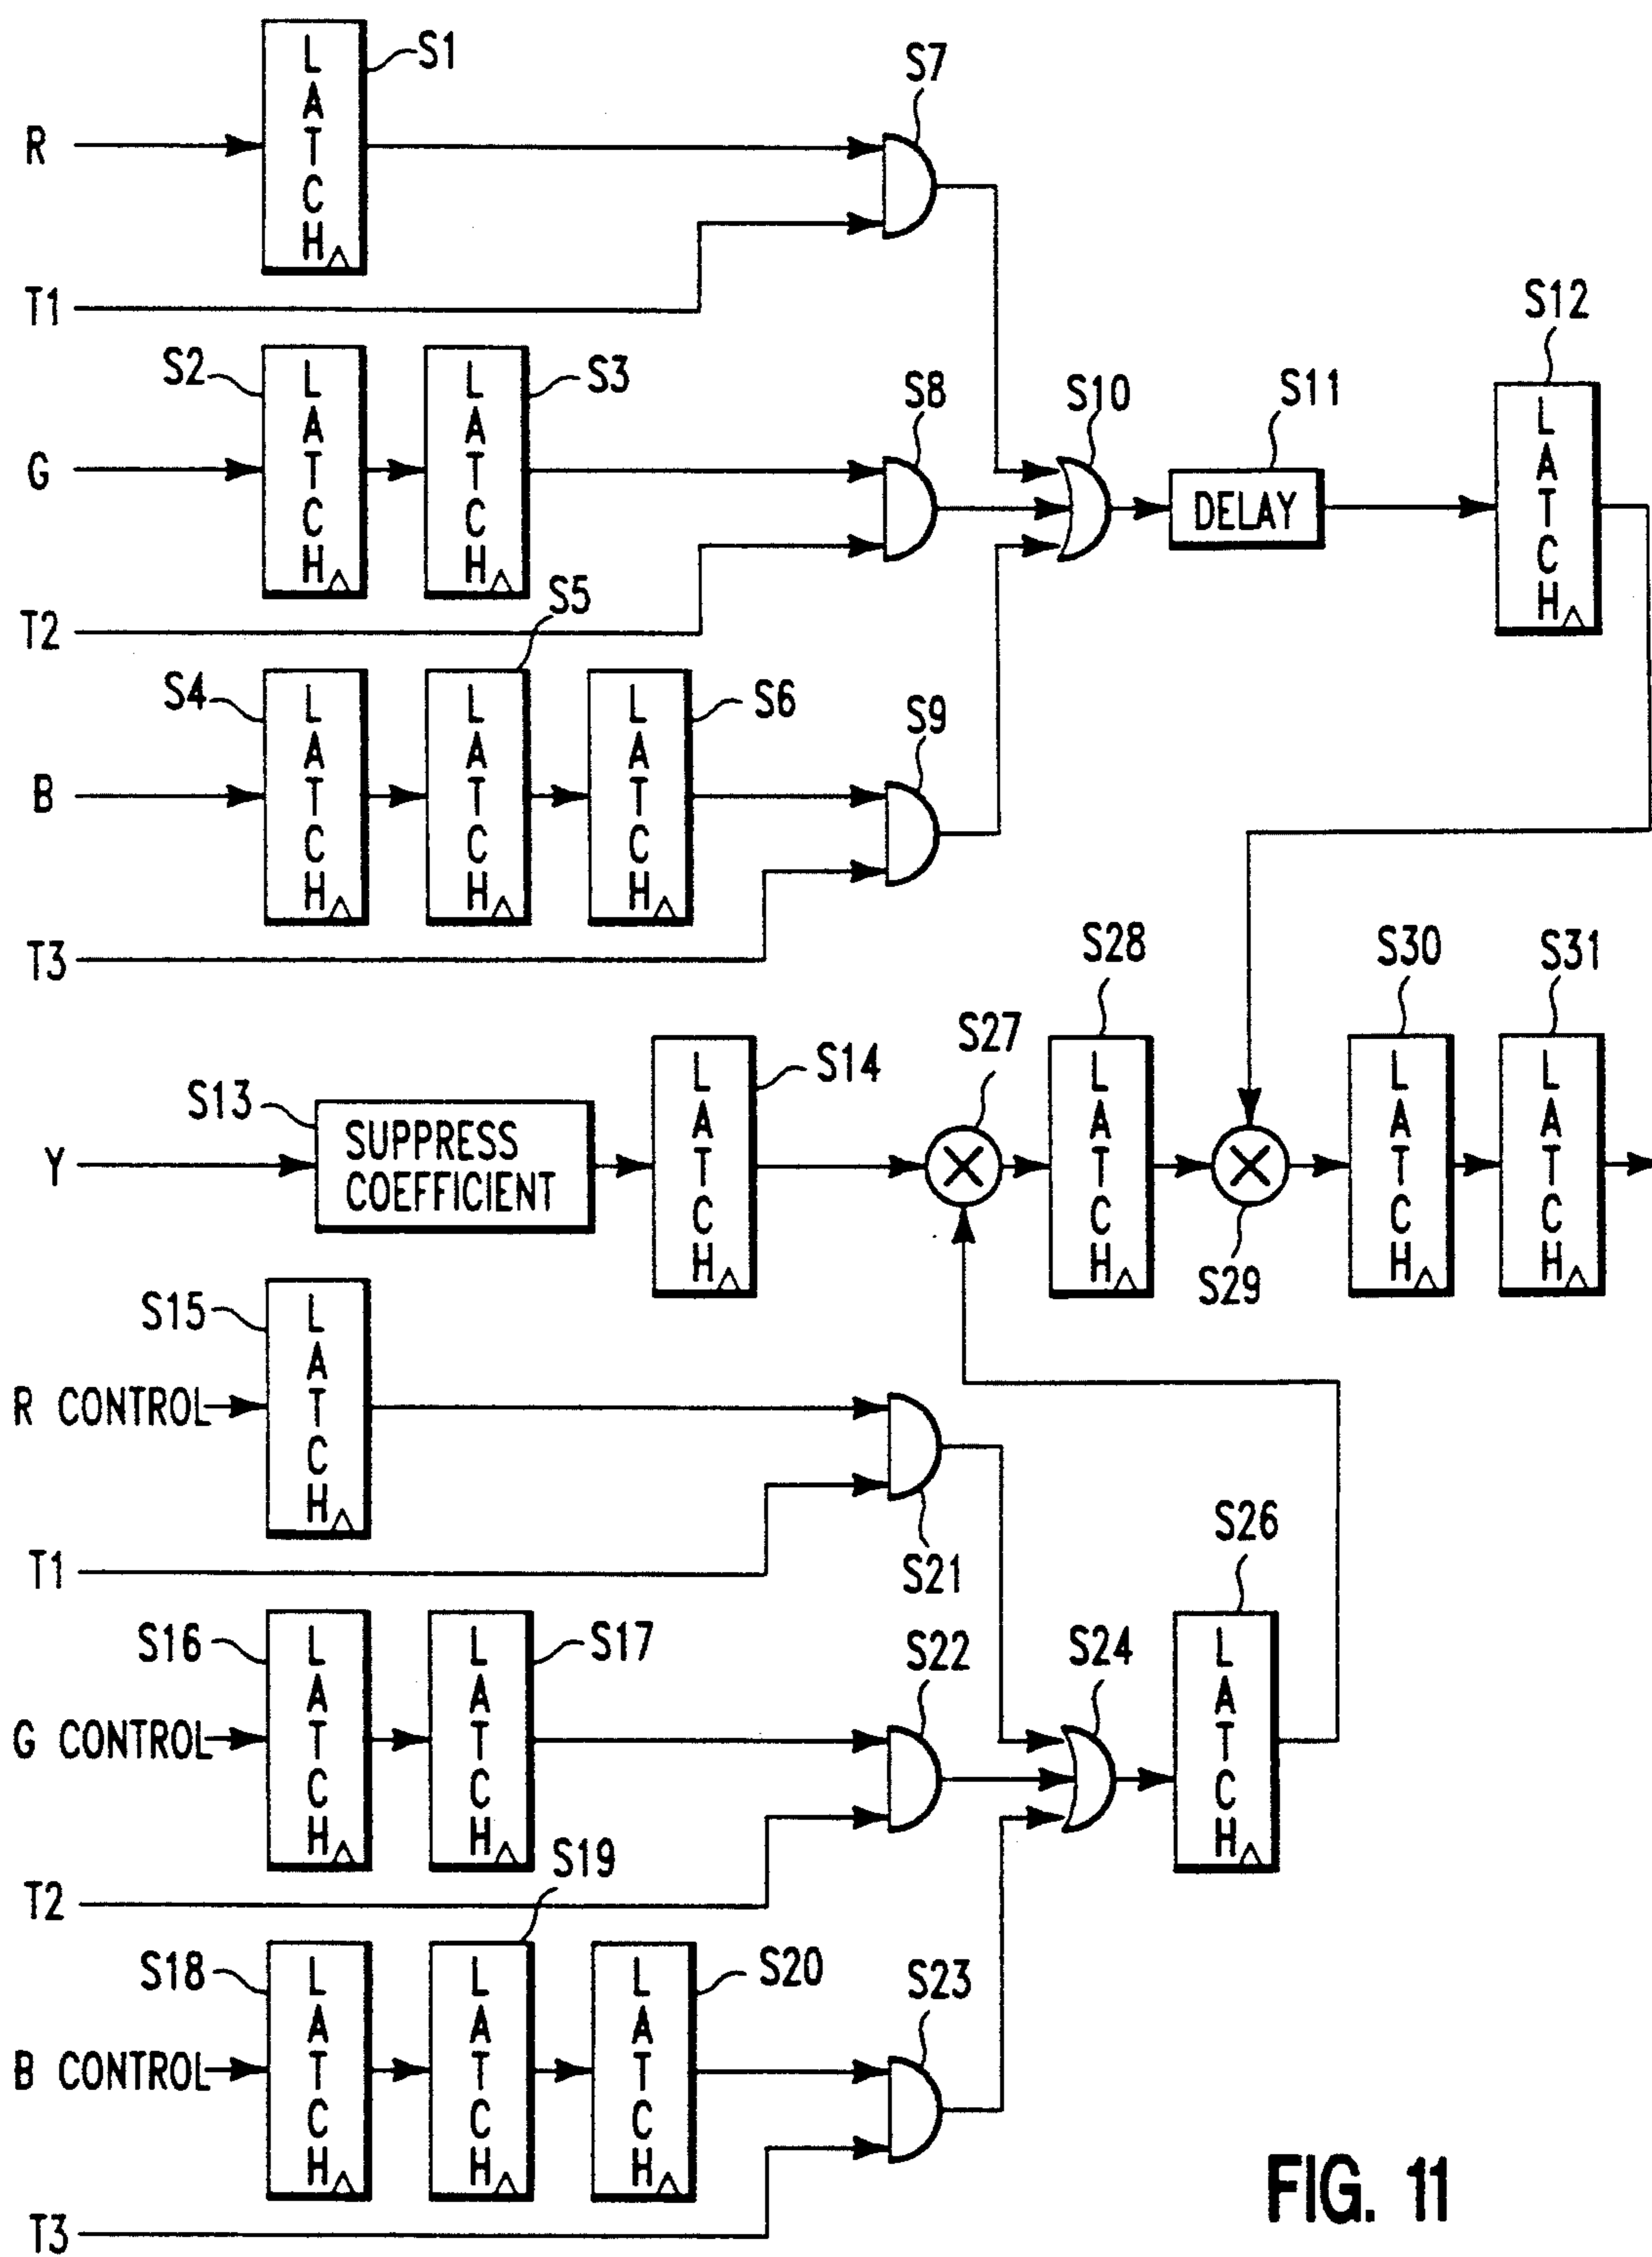 LATCH
S1
S7
R
T1
S12
S2
LATCH
LATCH
S3
S8
S10
S11
LATCH
G
DELAY
T2
S5
S4
LATCH
LATCH
LATCH
S6
S9
B
T3
S28
S30
S31
S27
S13
LATCH
S14
LATCH
LATCH
LATCH
Y
SUPPRESS
COEFFICIENT
S29
S15
LATCH
R CONTROL
S26
T1
S21
S16
LATCH
LATCH
S17
S22
S24
LATCH
G CONTROL
S19
T2
S18
LATCH
LATCH
LATCH
S20
S23
B CONTROL
T3
FIG. 11